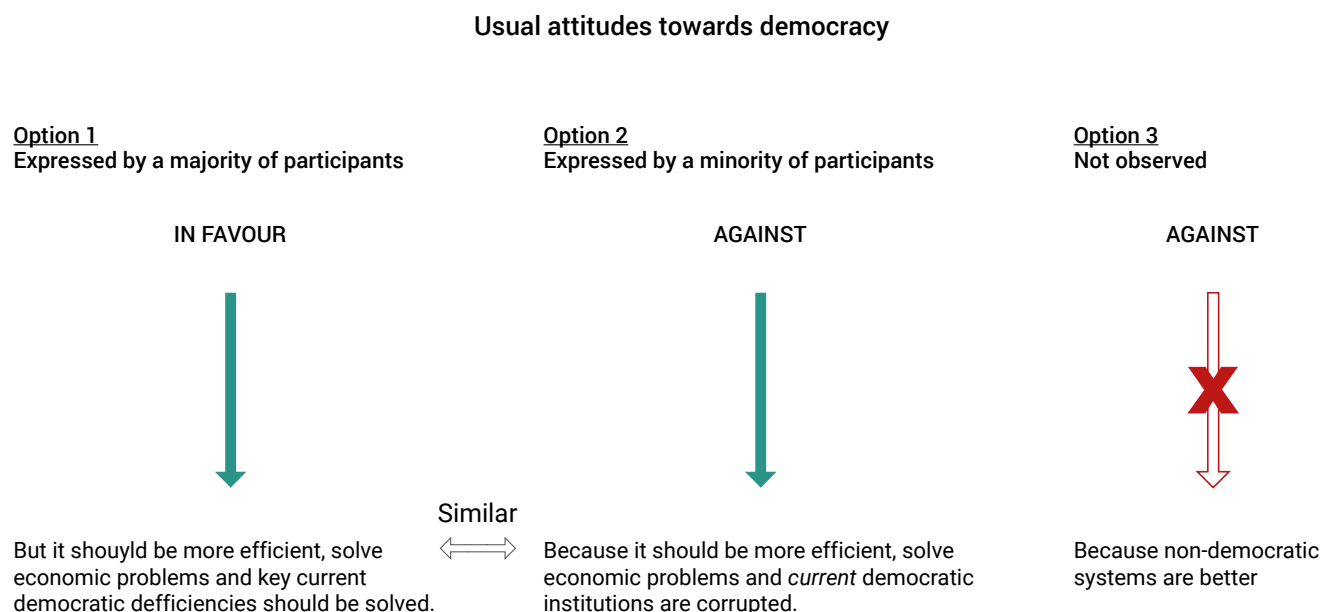 Usual attitudes towards democracy
Option 1
Expressed by a majority of participants
IN FAVOUR
But it shouyld be more efficient, solve
economic problems and key current
democratic defficiencies should be solved.
Similar
Option 2
Expressed by a minority of participants
AGAINST
Because it should be more efficient, solve
economic problems and current democratic
institutions are corrupted.
Option 3
Not observed
AGAINST
X
Because non-democratic
systems are better